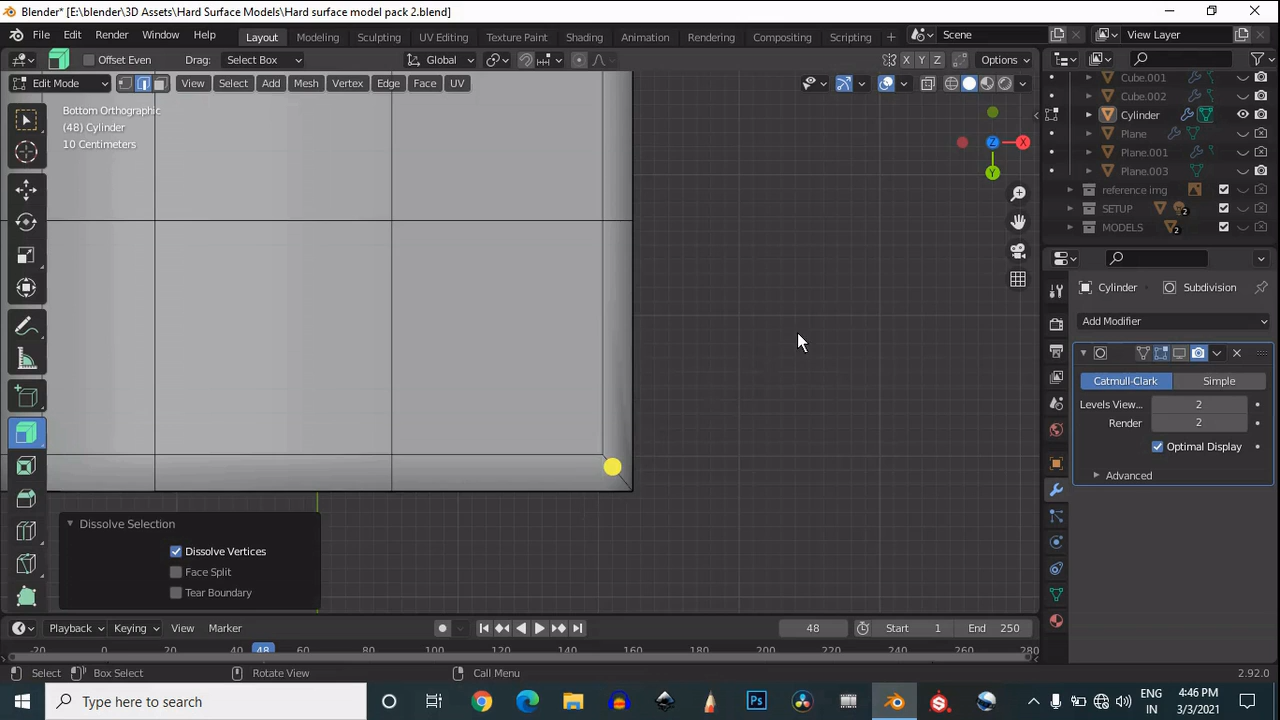 Blender* [E:\blender\3D Assets\Hard Surface Models\Hard surface model pack 2.blend]
File Edit Render Window Help Layout Modeling Sculpting UV Editing Texture Paint Shading Animation Rendering Compositing Scripting + Scene View Layer
Offset Even Drag: Select Box Global X Y Z Options
Edit Mode View Select Add Mesh Vertex Edge Face UV
Bottom Orthographic
(48) Cylinder
10 Centimeters
Z X
Y
Cube.001
Cube.002
Cylinder
Plane
Plane.001
Plane.003
reference img
SETUP 2
MODELS 2
Cylinder Subdivision
Add Modifier
Catmull-Clark Simple
Levels View... 2
Render 2
Optimal Display
Advanced
Dissolve Selection
Dissolve Vertices
Face Split
Tear Boundary
Playback Keying View Marker 48 Start 1 End 250
-20 0 20 48 60 80 100 120 140 160 180 200 220 240 260 280
Select Box Select Rotate View Call Menu 2.92.0
Type here to search Ps ENG IN 4:46 PM 3/3/2021